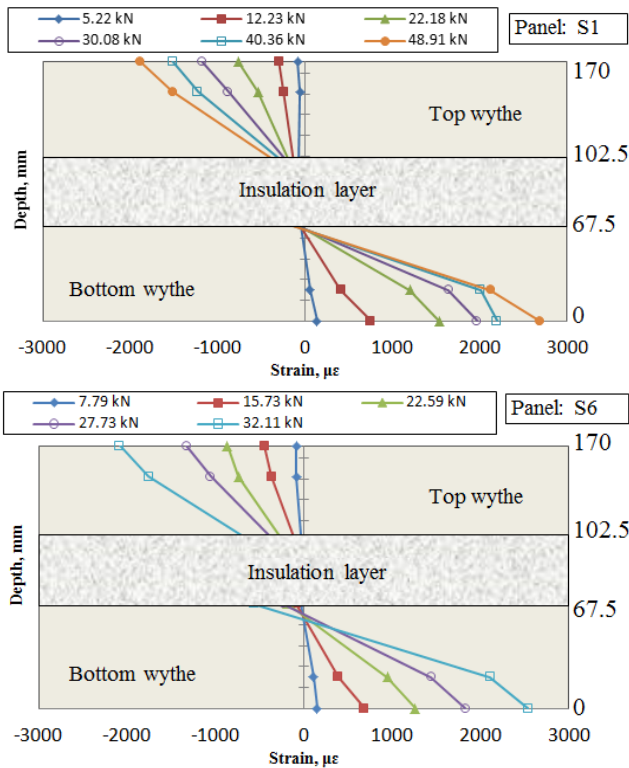 5.22 kN 12.23 kN 22.18 kN
30.08 kN 40.36 kN 48.91 kN
Panel: S1
170
Top wythe
102.5
Insulation layer
67.5
Bottom wythe
0
Depth, mm
-3000 -2000 -1000 0 1000 2000 3000
Strain, με
7.79 kN 15.73 kN 22.59 kN
27.73 kN 32.11 kN
Panel: S6
170
Top wythe
102.5
Insulation layer
67.5
Bottom wythe
0
Depth, mm
-3000 -2000 -1000 0 1000 2000 3000
Strain, με